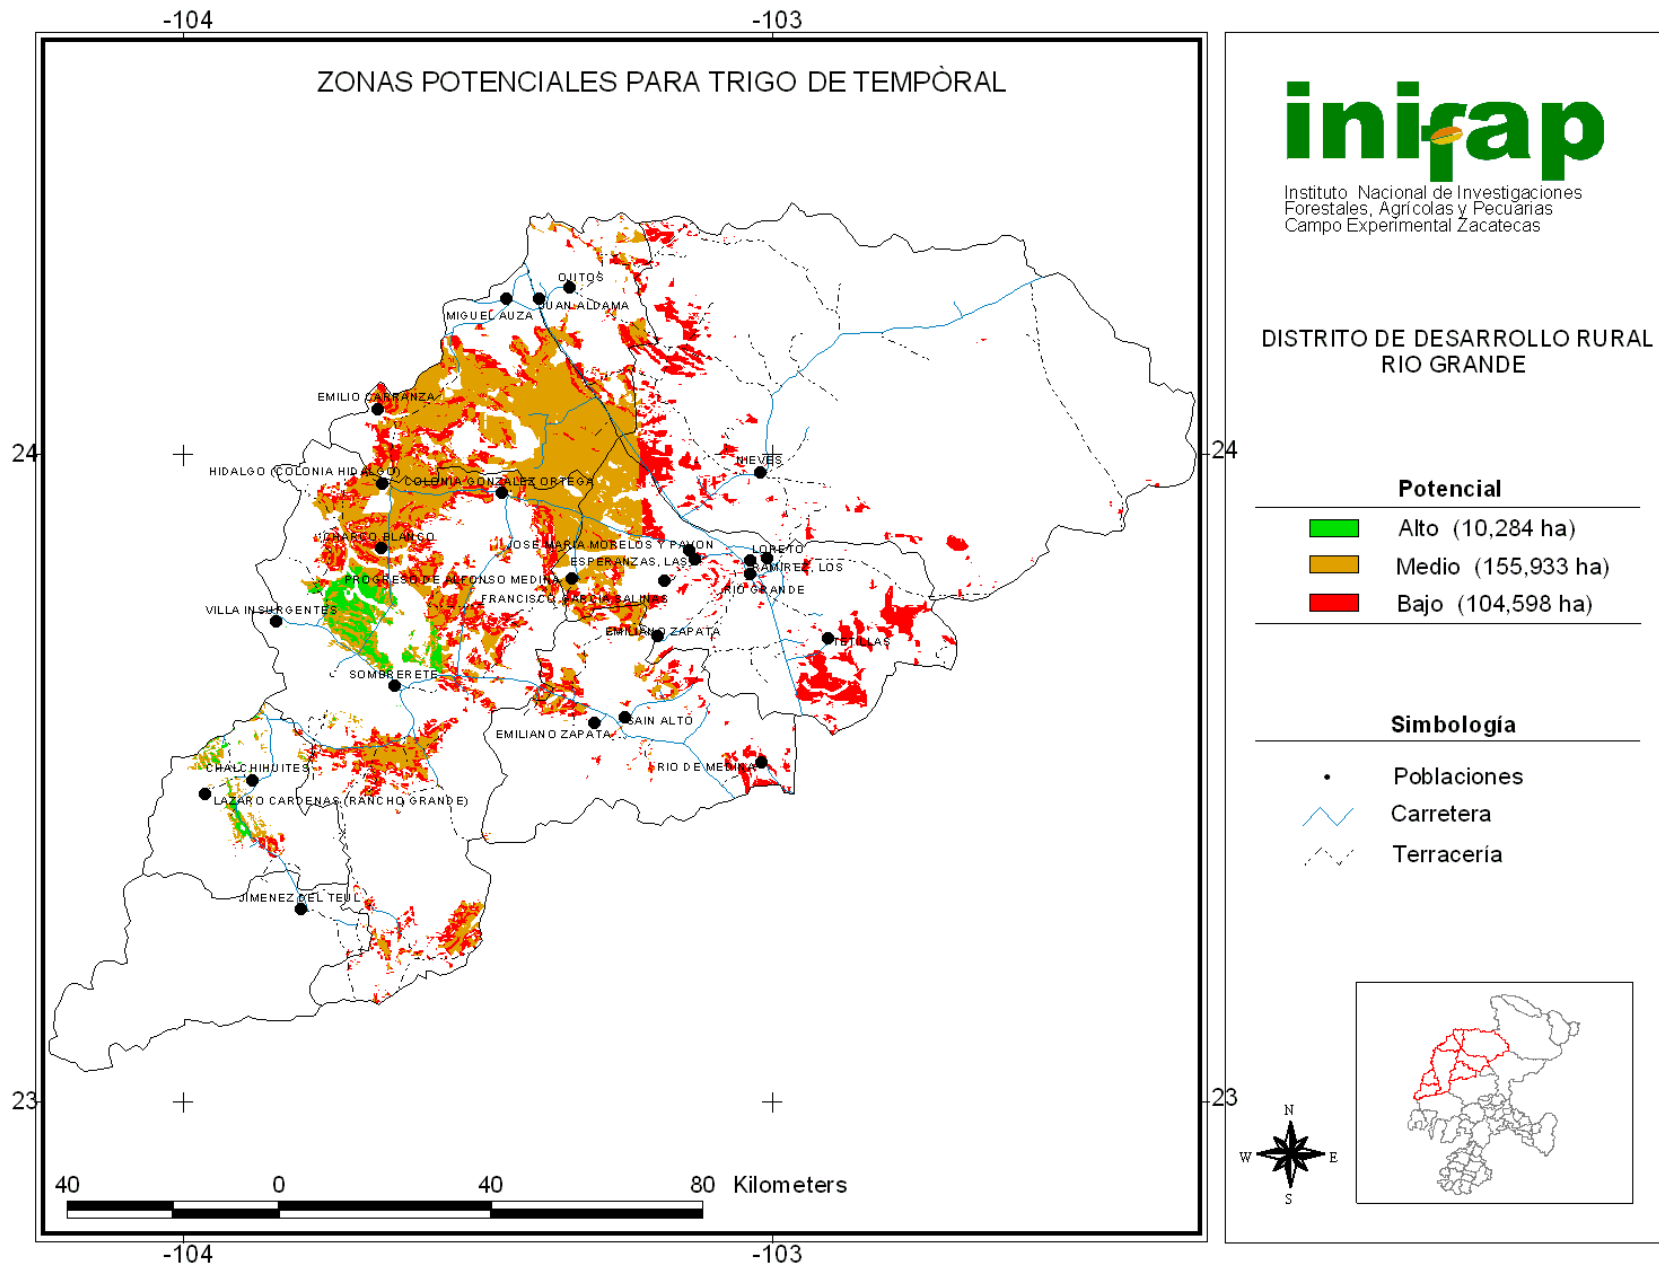 -104
-103
ZONAS POTENCIALES PARA TRIGO DE TEMPÒRAL
OJITOS
JUAN ALDAMA
MIGUEL AUZA
EMILIO CARRANZA
24
24
NIEVES
HIDALGO (COLONIA HIDALGO)
COLONIA GONZALEZ ORTEGA
CHARCO BLANCO
JOSE MARIA MORELOS Y PAVON
LORETO
ESPERANZAS, LAS
RAMIREZ, LOS
PROGRESO DE ALFONSO MEDINA
RIO GRANDE
FRANCISCO GARCIA SALINAS
VILLA INSURGENTES
EMILIANO ZAPATA
TETILLAS
SOMBRERETE
SAIN ALTO
EMILIANO ZAPATA
RIO DE MEDINA
CHALCHIHUITES
LAZARO CARDENAS (RANCHO GRANDE)
JIMENEZ DEL TEUL
23
23
40 0 40 80 Kilometers
-104
-103
inifap
Instituto Nacional de Investigaciones
Forestales, Agrícolas y Pecuarias
Campo Experimental Zacatecas
DISTRITO DE DESARROLLO RURAL
RIO GRANDE
Potencial
Alto (10,284 ha)
Medio (155,933 ha)
Bajo (104,598 ha)
Simbología
Poblaciones
Carretera
Terracería
N
W E
S